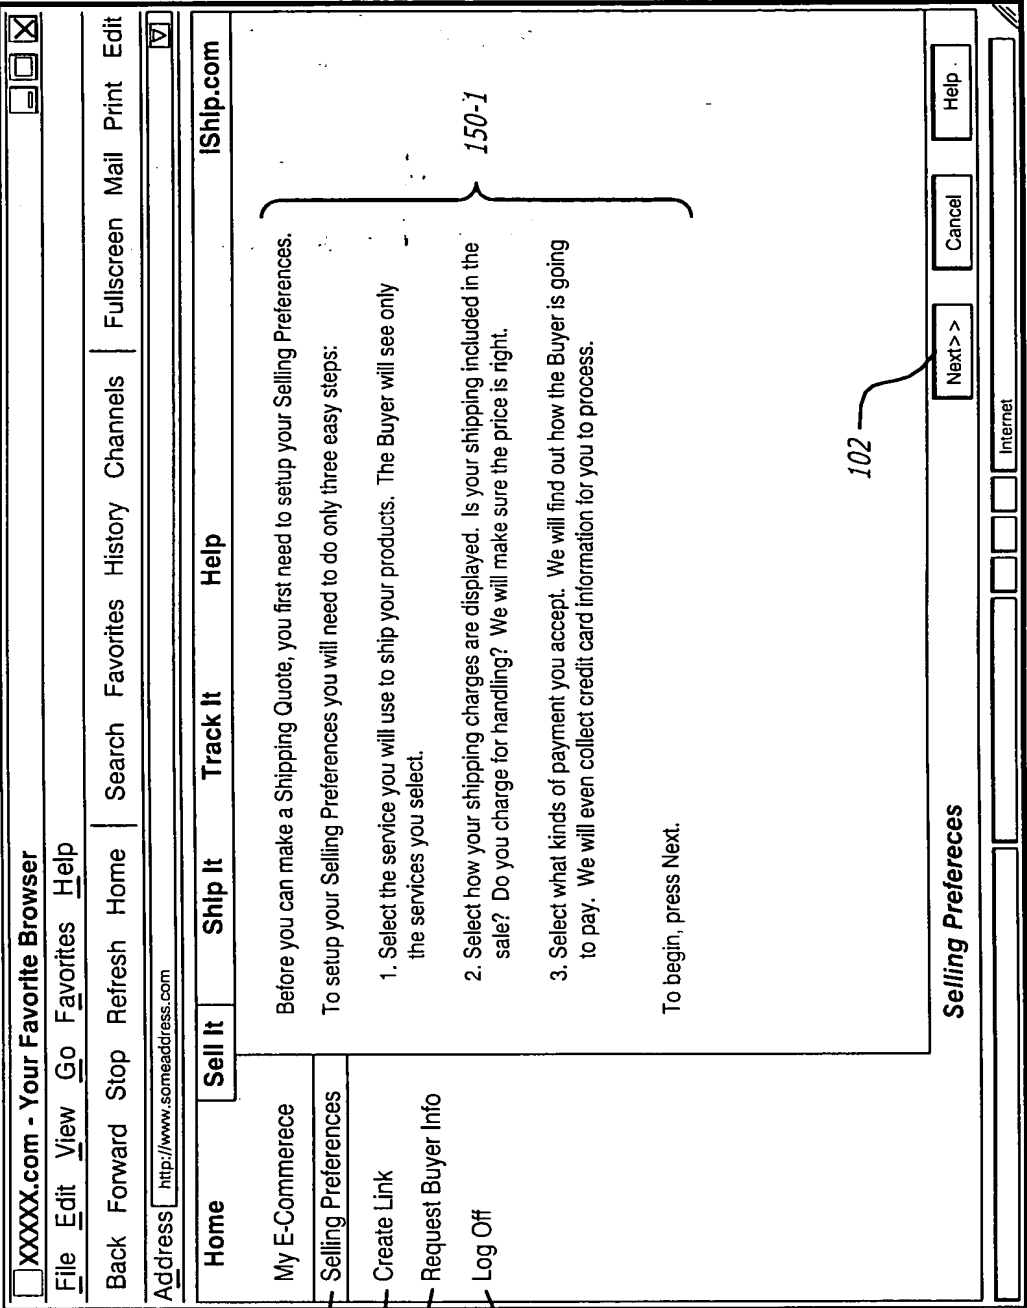 XXXXX.com - Your Favorite Browser
File Edit View Go Favorites Help
Back Forward Stop Refresh Home Search Favorites History Channels Fullscreen Mail Print Edit
Address http://www.someaddress.com
Home Sell It Ship It Track It Help IShip.com
My E-Commerece
Selling Preferences
Create Link
Request Buyer Info
Log Off
Before you can make a Shipping Quote, you first need to setup your Selling Preferences.
To setup your Selling Preferences you will need to do only three easy steps:
1. Select the service you will use to ship your products. The Buyer will see only
the services you select.
2. Select how your shipping charges are displayed. Is your shipping included in the
sale? Do you charge for handling? We will make sure the price is right.
3. Select what kinds of payment you accept. We will find out how the Buyer is going
to pay. We will even collect credit card information for you to process.
To begin, press Next.
150-1
102
Selling Prefereces
Next>> Cancel Help
Internet